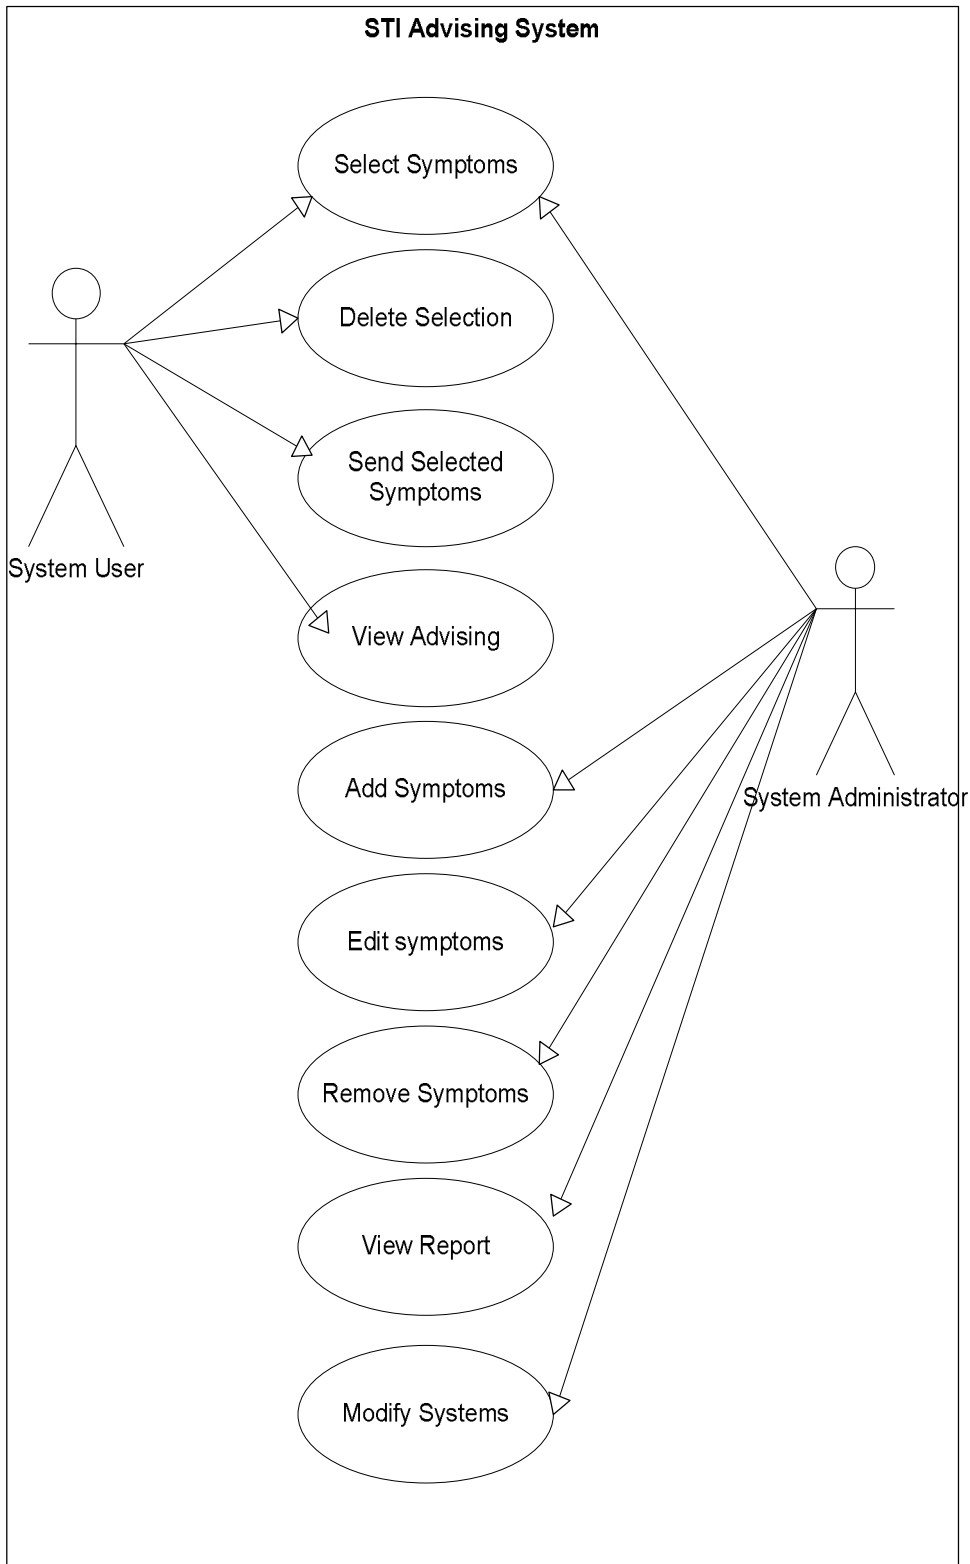 STI Advising System
Select Symptoms
Delete Selection
Send Selected
Symptoms
System User
View Advising
Add Symptoms
System Administrator
Edit symptoms
Remove Symptoms
View Report
Modify Systems